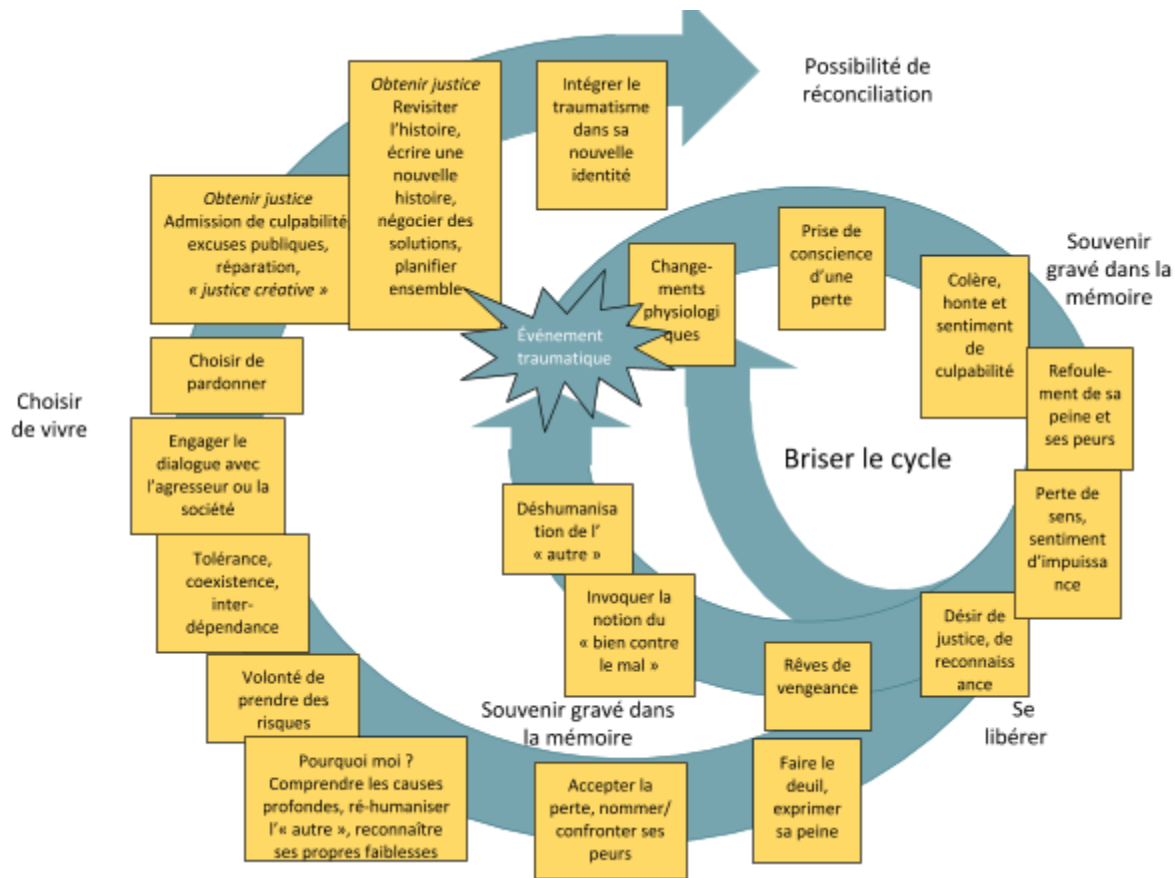 Possibilité de
réconciliation
Obtenir justice
Revisiter
l'histoire,
écrire une
nouvelle
histoire,
négocier des
solutions,
planifier
ensemble
Intégrer le
traumatisme
dans sa
nouvelle
identité
Obtenir justice
Admission de culpabilité
excuses publiques,
réparation,
« justice créative »
Événement
traumatique
Change-
ments
physiologi
ques
Prise de
conscience
d'une
perte
Souvenir
gravé dans la
mémoire
Colère,
honte et
sentiment
de
culpabilité
Refoule-
ment de sa
peine et
ses peurs
Briser le cycle
Perte de
sens,
sentiment
d'impuissa
nce
Désir de
justice, de
reconnaiss
ance
Se
libérer
Rêves de
vengeance
Invoquer la
notion du
« bien contre
le mal »
Déshumanisa
tion de l'
« autre »
Souvenir gravé dans
la mémoire
Faire le
deuil,
exprimer
sa peine
Accepter la
perte, nommer/
confronter ses
peurs
Pourquoi moi ?
Comprendre les causes
profondes, ré-humaniser
l'« autre », reconnaître
ses propres faiblesses
Volonté de
prendre des
risques
Tolérance,
coexistence,
inter-
dépendance
Engager le
dialogue avec
l'agresseur ou la
société
Choisir de
pardonner
Choisir
de vivre